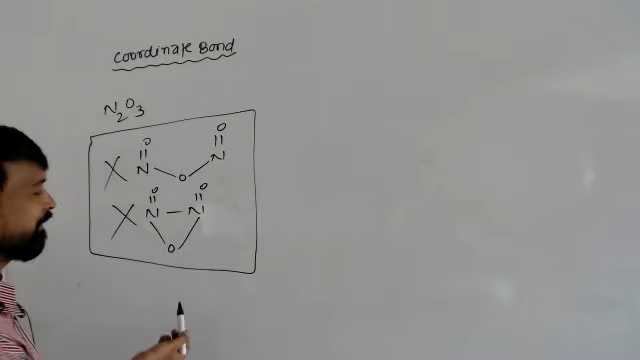 Coordinate Bond
N2O3
O O
|| ||
X N - O - N
O O
|| ||
X N - N
O